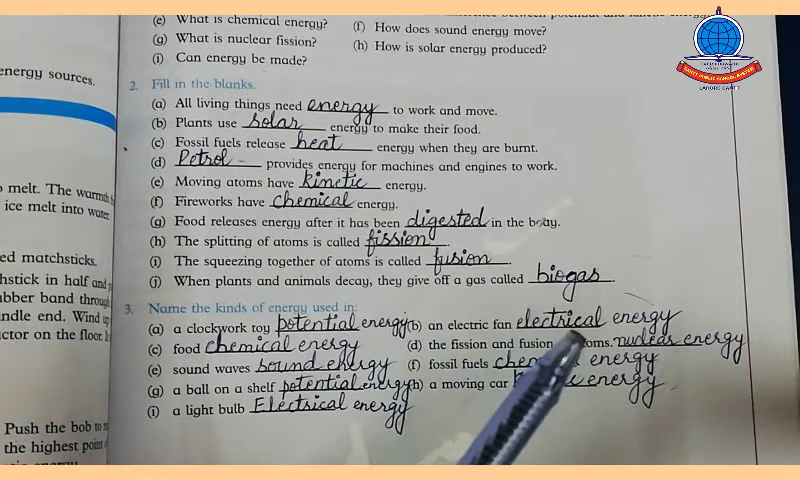 (e) What is chemical energy? (f) How does sound energy move?
(g) What is nuclear fission? (h) How is solar energy produced?
(i) Can energy be made?
energy sources.
2. Fill in the blanks.
(a) All living things need energy to work and move.
(b) Plants use solar energy to make their food.
(c) Fossil fuels release heat energy when they are burnt.
(d) Petrol provides energy for machines and engines to work.
(e) Moving atoms have kinetic energy.
(f) Fireworks have chemical energy.
(g) Food releases energy after it has been digested in the body.
(h) The splitting of atoms is called fission.
(i) The squeezing together of atoms is called fusion.
(j) When plants and animals decay, they give off a gas called biogas.
melt. The warmth
ice melt into water
matchsticks.
in half and
band through
end. Wind up
floor.
3. Name the kinds of energy used in:
(a) a clockwork toy potential energy (b) an electric fan electrical energy
(c) food chemical energy (d) the fission and fusion nuclear energy
(e) sound waves sound energy (f) fossil fuels energy
(g) a ball on a shelf potential energy (h) a moving car energy
(i) a light bulb Electrical energy
Push the bob to
the highest point
LAHORE CANTT